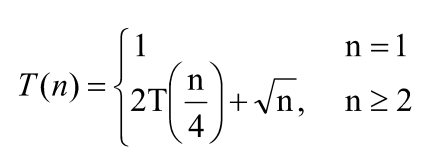 T(n) = { 1 n = 1
2T(n/4) + √n, n ≥ 2